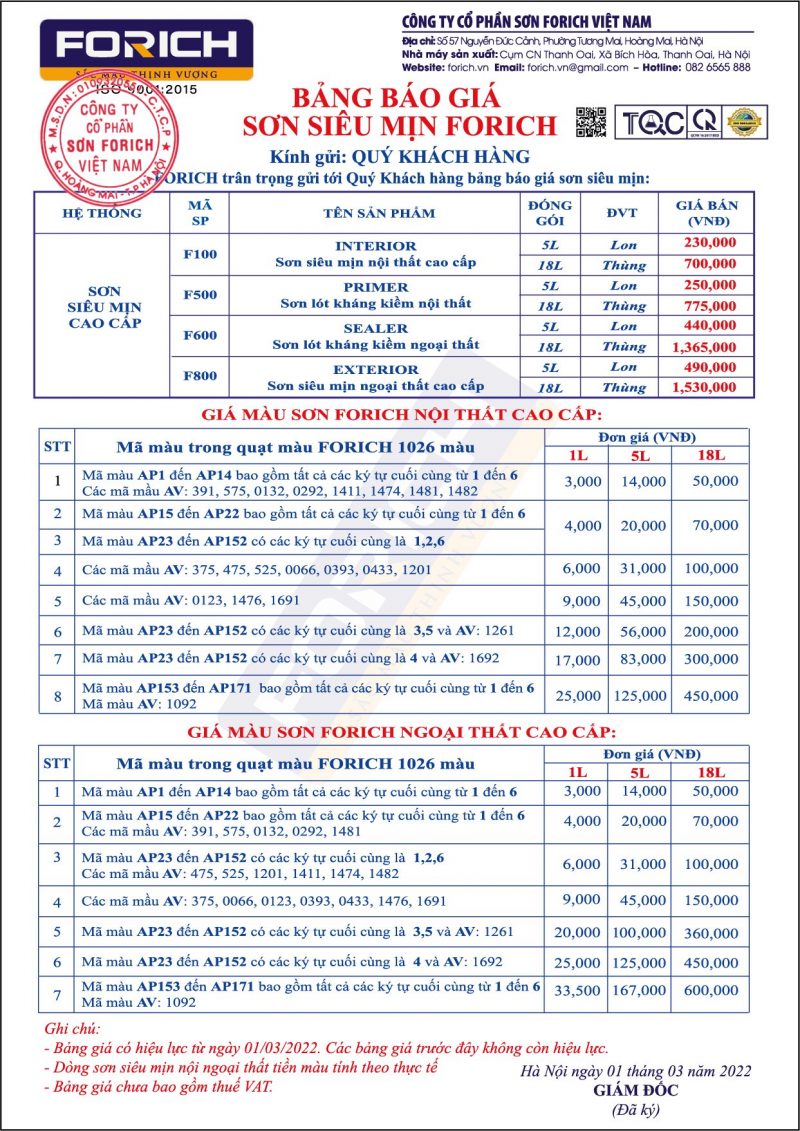 FORICH
SẮC MÀU THỊNH VƯỢNG
ISO 9001:2015
CÔNG TY CỔ PHẦN SƠN FORICH VIỆT NAM
Địa chỉ: Số 57 Nguyễn Đức Cảnh, Phường Tương Mai, Hoàng Mai, Hà Nội
Nhà máy sản xuất: Cụm CN Thanh Oai, Xã Bích Hòa, Thanh Oai, Hà Nội
Website: forich.vn Email: forich.vn@gmail.com - Hotline: 082 6565 888
CÔNG TY
CỔ PHẦN
SƠN FORICH
VIỆT NAM
Q. HOÀNG MAI - T.P HÀ NỘI
BẢNG BÁO GIÁ
SƠN SIÊU MỊN FORICH
TQC
Kính gửi: QUÝ KHÁCH HÀNG
FORICH trân trọng gửi tới Quý Khách hàng bảng báo giá sơn siêu mịn:
HỆ THỐNG MÃ SP TÊN SẢN PHẨM ĐÓNG GÓI ĐVT GIÁ BÁN (VNĐ)
SƠN SIÊU MỊN CAO CẤP
F100 INTERIOR 5L Lon 230,000
Sơn siêu mịn nội thất cao cấp 18L Thùng 700,000
F500 PRIMER 5L Lon 250,000
Sơn lót kháng kiềm nội thất 18L Thùng 775,000
F600 SEALER 5L Lon 440,000
Sơn lót kháng kiềm ngoại thất 18L Thùng 1,365,000
F800 EXTERIOR 5L Lon 490,000
Sơn siêu mịn ngoại thất cao cấp 18L Thùng 1,530,000
GIÁ MÀU SƠN FORICH NỘI THẤT CAO CẤP:
STT Mã màu trong quạt màu FORICH 1026 màu Đơn giá (VNĐ)
1L 5L 18L
1 Mã màu AP1 đến AP14 bao gồm tất cả các ký tự cuối cùng từ 1 đến 6
Các mã mầu AV: 391, 575, 0132, 0292, 1411, 1474, 1481, 1482 3,000 14,000 50,000
2 Mã màu AP15 đến AP22 bao gồm tất cả các ký tự cuối cùng từ 1 đến 6
4,000 20,000 70,000
3 Mã màu AP23 đến AP152 có các ký tự cuối cùng là 1,2,6
4 Các mã mầu AV: 375, 475, 525, 0066, 0393, 0433, 1201 6,000 31,000 100,000
5 Các mã mầu AV: 0123, 1476, 1691 9,000 45,000 150,000
6 Mã màu AP23 đến AP152 có các ký tự cuối cùng là 3,5 và AV: 1261 12,000 56,000 200,000
7 Mã màu AP23 đến AP152 có các ký tự cuối cùng là 4 và AV: 1692 17,000 83,000 300,000
8 Mã màu AP153 đến AP171 bao gồm tất cả các ký tự cuối cùng từ 1 đến 6
Mã màu AV: 1092 25,000 125,000 450,000
GIÁ MÀU SƠN FORICH NGOẠI THẤT CAO CẤP:
STT Mã màu trong quạt màu FORICH 1026 màu Đơn giá (VNĐ)
1L 5L 18L
1 Mã màu AP1 đến AP14 bao gồm tất cả các ký tự cuối cùng từ 1 đến 6 3,000 14,000 50,000
2 Mã màu AP15 đến AP22 bao gồm tất cả các ký tự cuối cùng từ 1 đến 6
Các mã mầu AV: 391, 575, 0132, 0292, 1481 4,000 20,000 70,000
3 Mã màu AP23 đến AP152 có các ký tự cuối cùng là 1,2,6
Các mã mầu AV: 475, 525, 1201, 1411, 1474, 1482 6,000 31,000 100,000
4 Các mã mầu AV: 375, 0066, 0123, 0393, 0433, 1476, 1691 9,000 45,000 150,000
5 Mã màu AP23 đến AP152 có các ký tự cuối cùng là 3,5 và AV: 1261 20,000 100,000 360,000
6 Mã màu AP23 đến AP152 có các ký tự cuối cùng là 4 và AV: 1692 25,000 125,000 450,000
7 Mã màu AP153 đến AP171 bao gồm tất cả các ký tự cuối cùng từ 1 đến 6
Mã màu AV: 1092 33,500 167,000 600,000
Ghi chú:
- Bảng giá có hiệu lực từ ngày 01/03/2022. Các bảng giá trước đây không còn hiệu lực.
- Dòng sơn siêu mịn nội ngoại thất tiền màu tính theo thực tế
- Bảng giá chưa bao gồm thuế VAT.
Hà Nội ngày 01 tháng 03 năm 2022
GIÁM ĐỐC
(Đã ký)